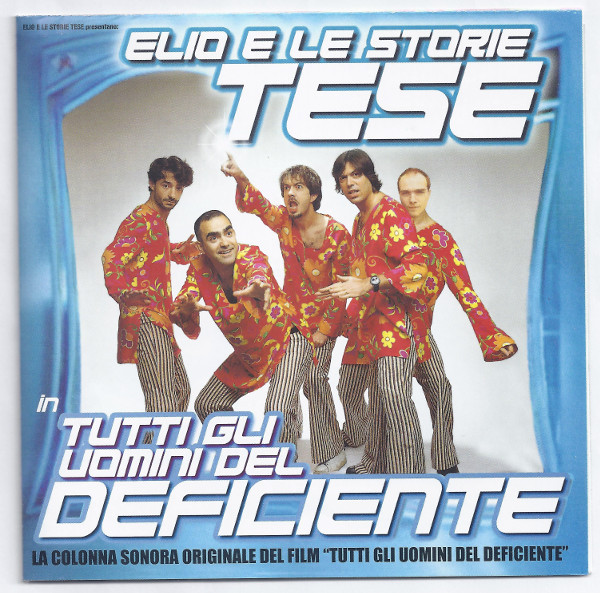 ELIO E LE STORIE TESE presentano:
ELIO E LE STORIE
TESE
in
TUTTI GLI
UOMINI DEL
DEFICIENTE
LA COLONNA SONORA ORIGINALE DEL FILM "TUTTI GLI UOMINI DEL DEFICIENTE"